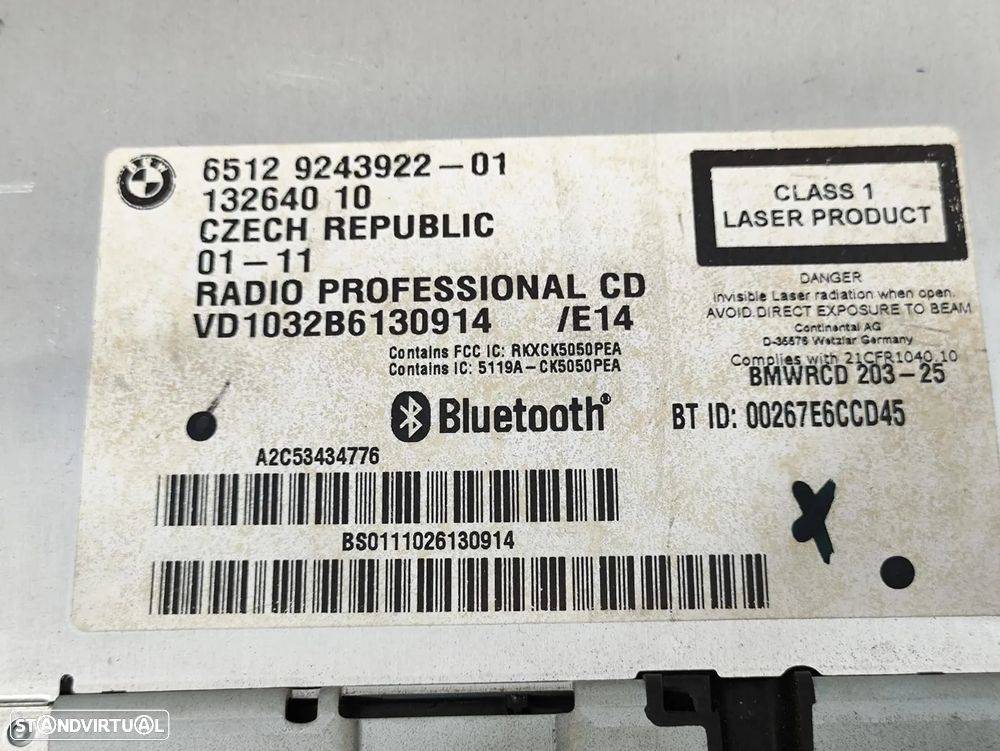 65129243922-01
132640 10
CZECH REPUBLIC
01-11
RADIO PROFESSIONAL CD
VD1032B6130914 /E14
Contains FCC IC: RKXCK5050PEA
Contains IC: 5119A-CK5050PEA
Bluetooth®
CLASS 1
LASER PRODUCT
DANGER
Invisible Laser radiation when open.
AVOID DIRECT EXPOSURE TO BEAM
Continental AG
D-35576 Wetzlar Germany
Complies with 21CFR1040.10
BMWRCD 203-25
BT ID: 00267E6CCD45
A2C53434776
BS0111026130914
STANDVIRTUAL